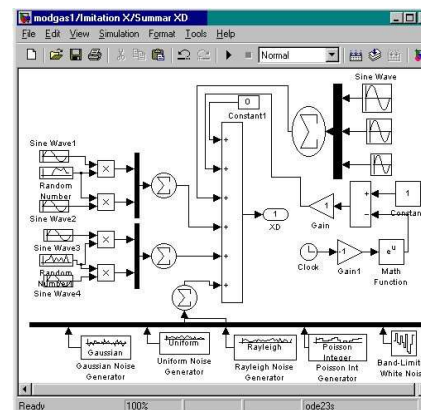 modgas1/Imitation X/Summar XD
File Edit View Simulation Format Tools Help
Normal
Sine Wave
0
Constant1
Sine Wave1
Random
Number
Sine Wave2
Sine Wave3
Random
Number1
Sine Wave4
1
XD
1
Gain
1
Constan
Clock
-1
Gain1
e^u
Math
Function
Gaussian
Gaussian Noise
Generator
Uniform
Uniform Noise
Generator
Rayleigh
Rayleigh Noise
Generator
Poisson
Integer
Poisson Int
Generator
Band-Limit
White Nois
Ready 100% ode23s